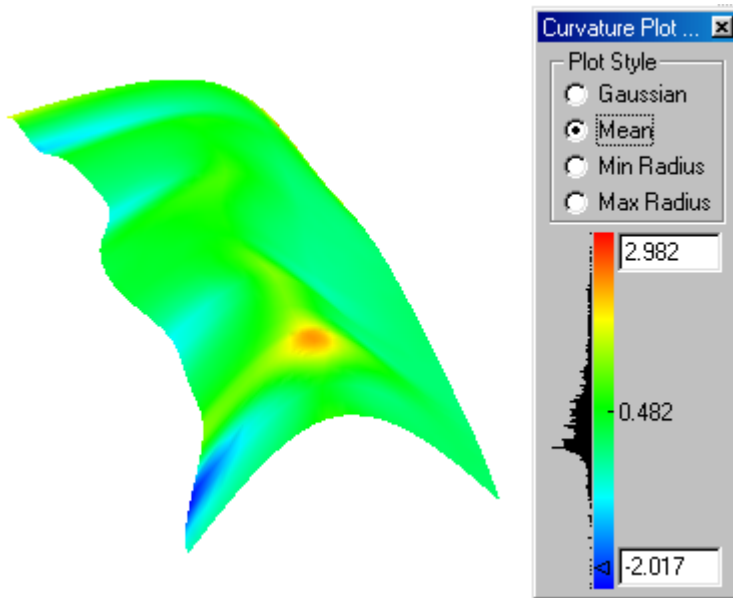 Curvature Plot ...
Plot Style
Gaussian
Mean
Min Radius
Max Radius
2.982
0.482
-2.017